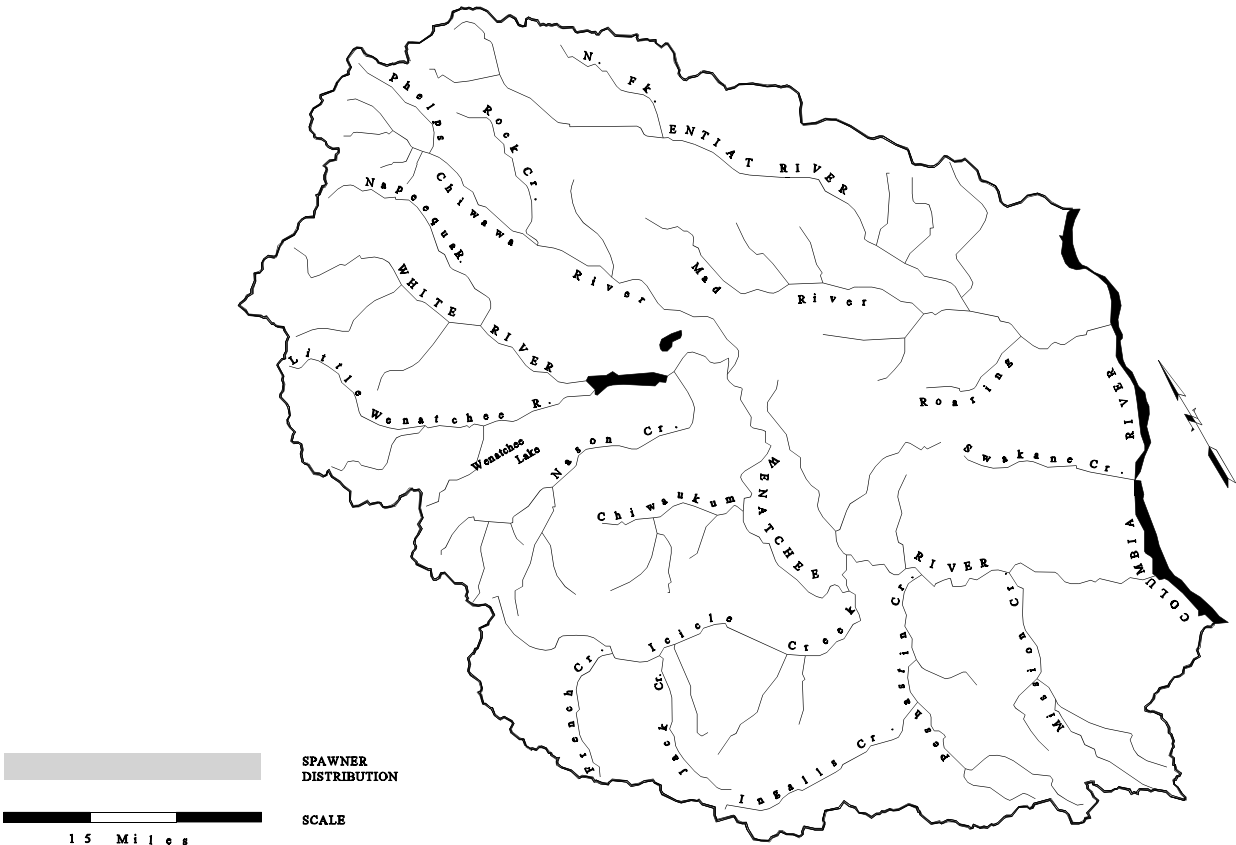 N. Fk.
Phelps
Rock Cr.
ENTIAT RIVER
Napeequa R.
Chiwawa
River
Mad
River
WHITE
RIVER
Little
Wenatchee R.
Wenatchee
Lake
Nason Cr.
Roaring
RIVER
Swakane Cr.
Chiwaukum
WENATCHEE
RIVER
COLUMBIA
Icicle
Creek
French Cr.
Jack Cr.
Ingalls Cr.
Peshastin Cr.
Mission Cr.
N
SPAWNER
DISTRIBUTION
SCALE
15 Miles